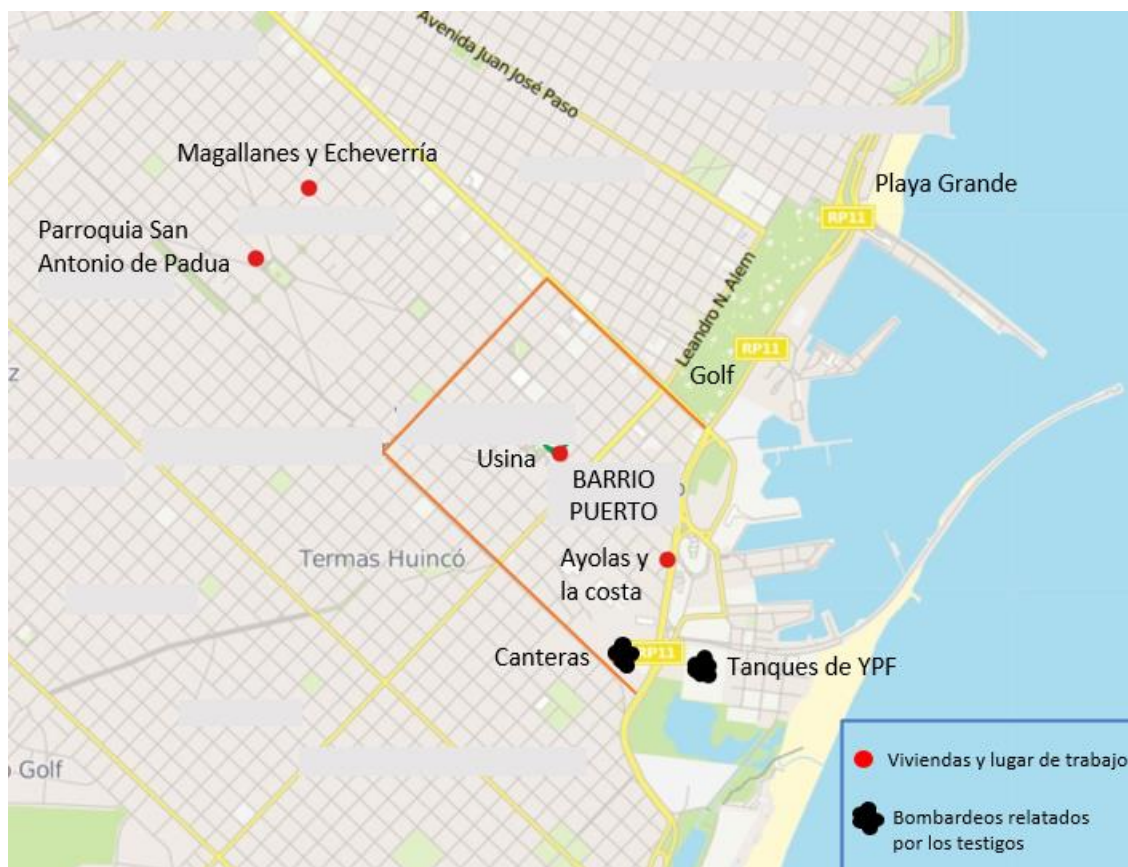 Avenida Juan José Paso
Magallanes y Echeverría
Playa Grande
Parroquia San
Antonio de Padua
RP11
Leandro N. Alem
RP11
Golf
Usina
BARRIO
PUERTO
Termas Huincó
Ayolas y
la costa
Canteras
RP11
Tanques de YPF
Golf
Viviendas y lugar de trabajo
Bombardeos relatados
por los testigos